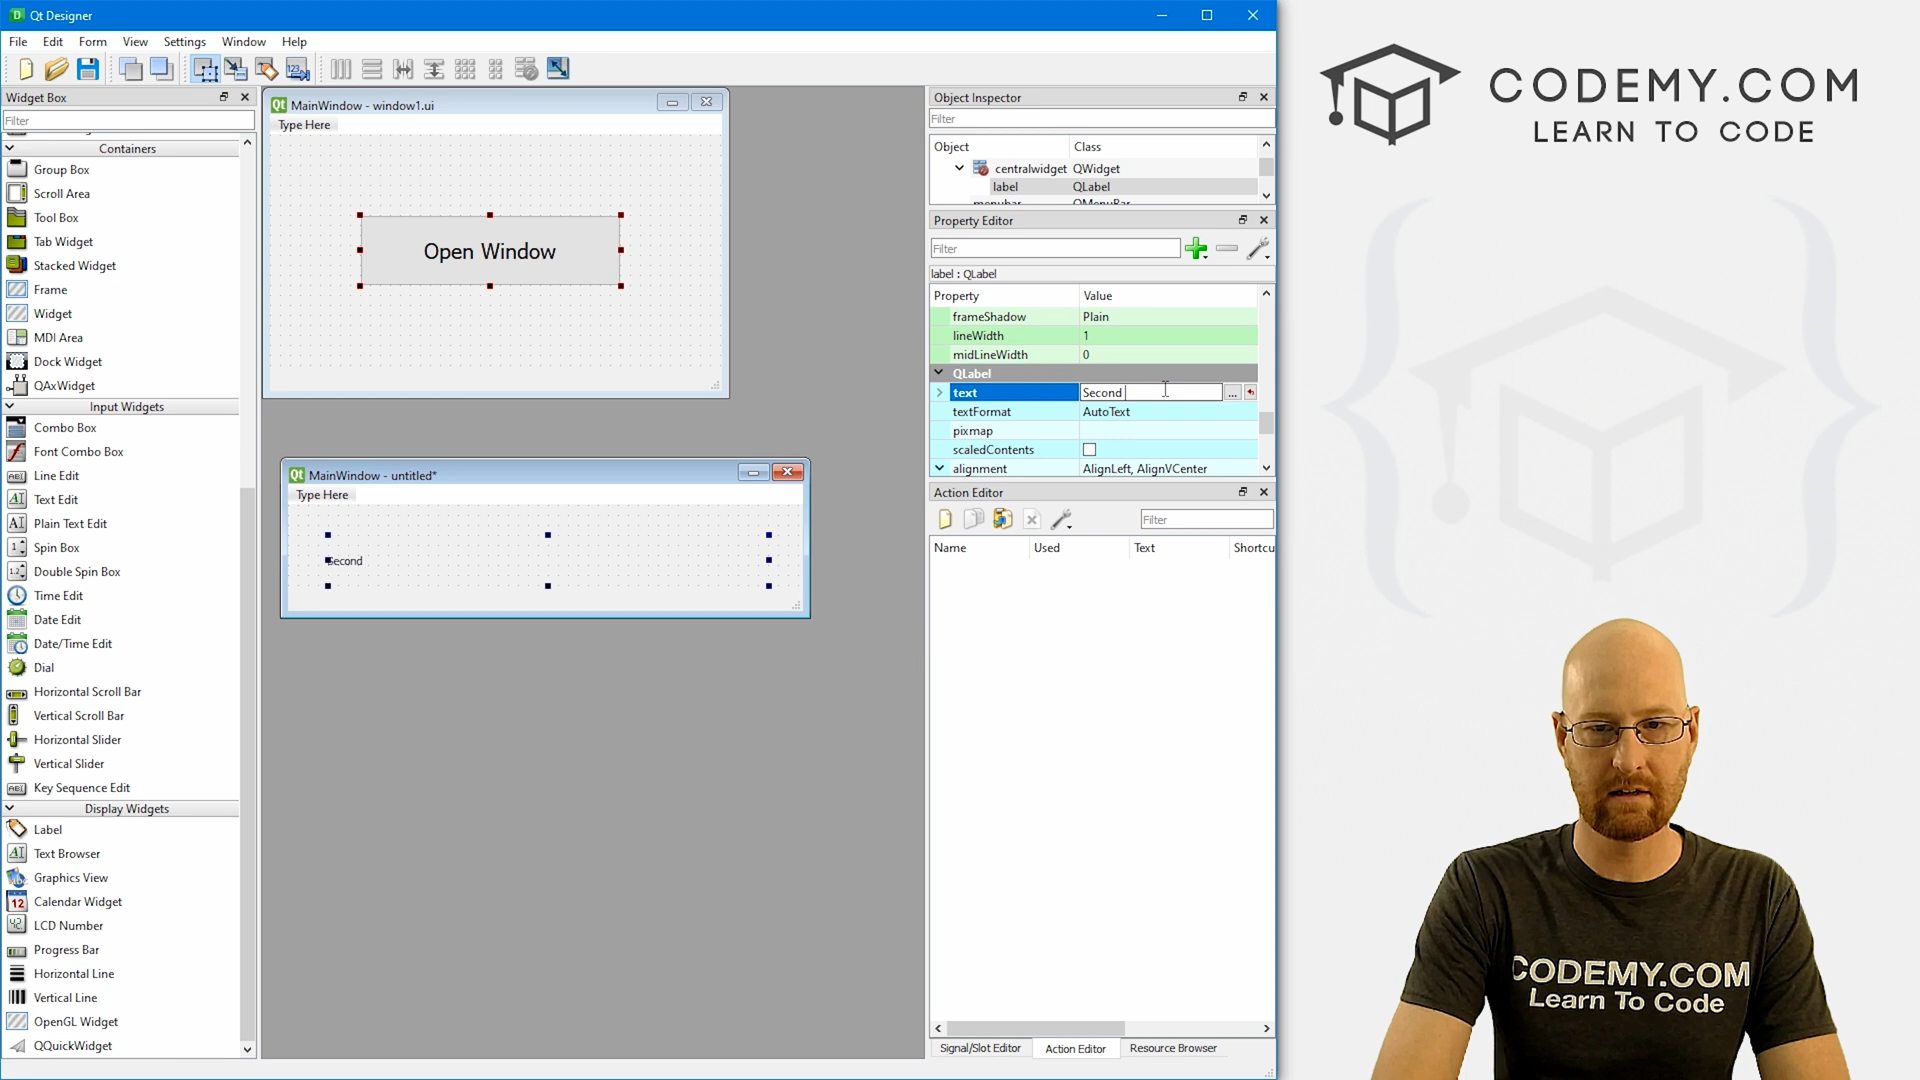 Qt Designer
File Edit Form View Settings Window Help
Widget Box
Filter
Containers
Group Box
Scroll Area
Tool Box
Tab Widget
Stacked Widget
Frame
Widget
MDI Area
Dock Widget
QAxWidget
Input Widgets
Combo Box
Font Combo Box
Line Edit
Text Edit
Plain Text Edit
Spin Box
Double Spin Box
Time Edit
Date Edit
Date/Time Edit
Dial
Horizontal Scroll Bar
Vertical Scroll Bar
Horizontal Slider
Vertical Slider
Key Sequence Edit
Display Widgets
Label
Text Browser
Graphics View
Calendar Widget
LCD Number
Progress Bar
Horizontal Line
Vertical Line
OpenGL Widget
QQuickWidget
MainWindow - window1.ui
Type Here
Open Window
MainWindow - untitled*
Type Here
Second
Object Inspector
Filter
Object Class
centralwidget QWidget
label QLabel
menubar QMenuBar
Property Editor
Filter
label : QLabel
Property Value
frameShadow Plain
lineWidth 1
midLineWidth 0
QLabel
text Second
textFormat AutoText
pixmap
scaledContents
alignment AlignLeft, AlignVCenter
Action Editor
Filter
Name Used Text Shortcu
Signal/Slot Editor Action Editor Resource Browser
CODEMY.COM
LEARN TO CODE
CODEMY.COM
Learn To Code